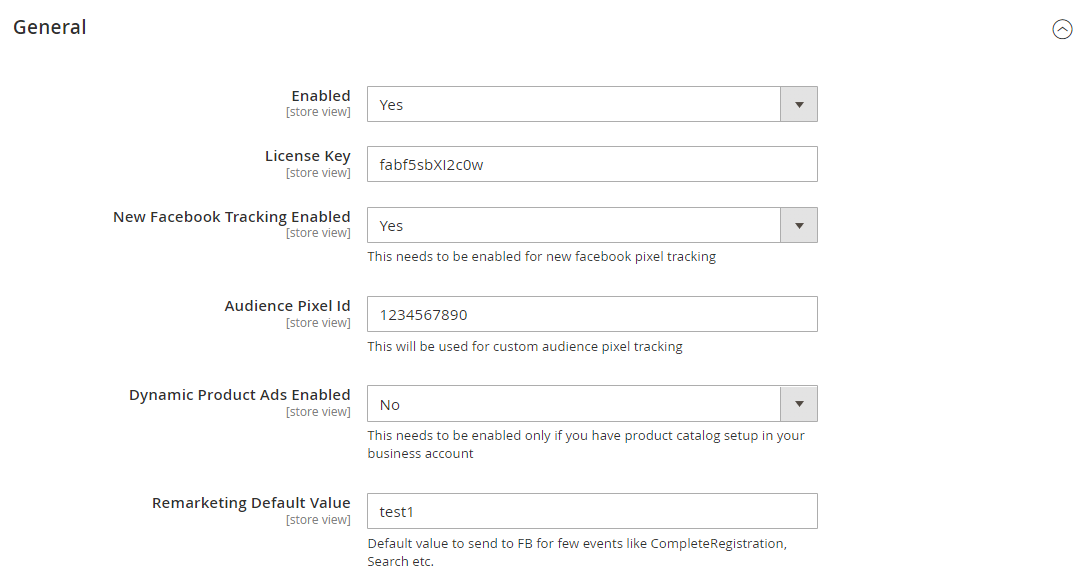 General
Enabled
[store view]
Yes
License Key
[store view]
fabf5sbXI2c0w
New Facebook Tracking Enabled
[store view]
Yes
This needs to be enabled for new facebook pixel tracking
Audience Pixel Id
[store view]
1234567890
This will be used for custom audience pixel tracking
Dynamic Product Ads Enabled
[store view]
No
This needs to be enabled only if you have product catalog setup in your
business account
Remarketing Default Value
[store view]
test1
Default value to send to FB for few events like CompleteRegistration,
Search etc.